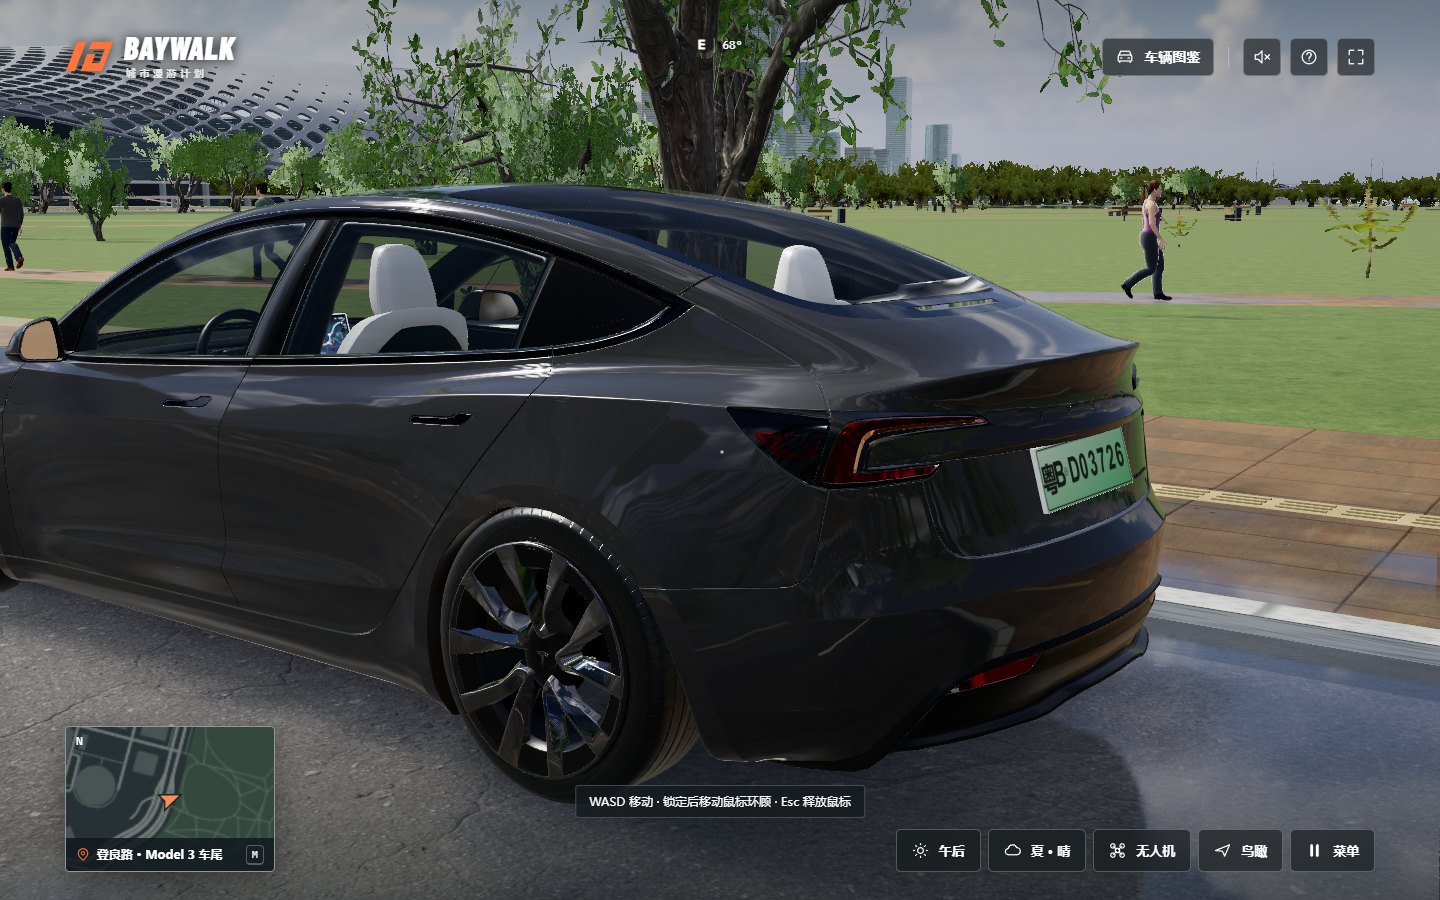 BAYWALK
城市漫游计划
E 68°
车辆图鉴
粤B·D03726
N
登良路 • Model 3 车尾 M
WASD 移动 · 锁定后移动鼠标环顾 · Esc 释放鼠标
午后
夏 • 晴
无人机
鸟瞰
菜单